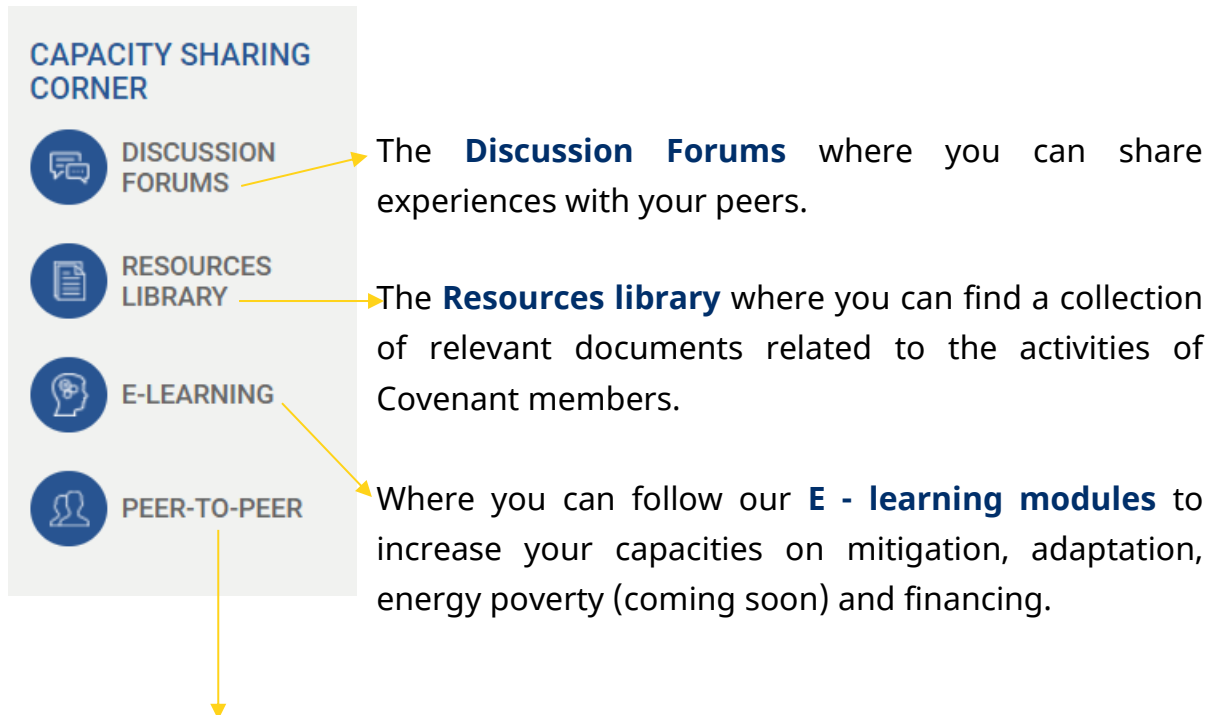 CAPACITY SHARING
CORNER
DISCUSSION
FORUMS
The Discussion Forums where you can share
experiences with your peers.
RESOURCES
LIBRARY
The Resources library where you can find a collection
of relevant documents related to the activities of
Covenant members.
E-LEARNING
Where you can follow our E - learning modules to
increase your capacities on mitigation, adaptation,
energy poverty (coming soon) and financing.
PEER-TO-PEER